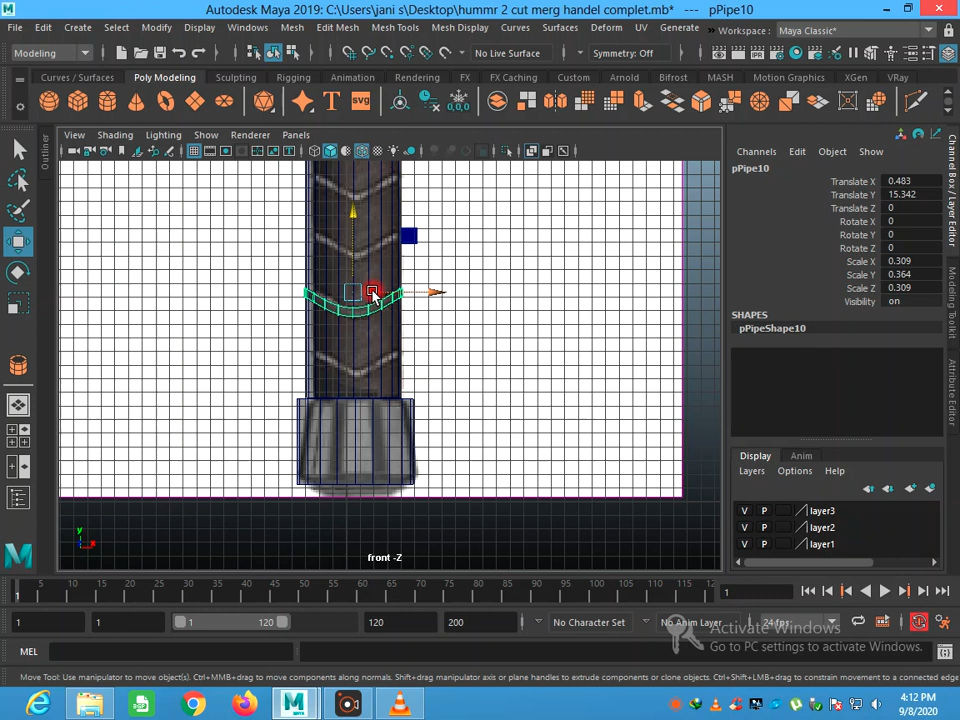 Autodesk Maya 2019: C:\Users\jani s\Desktop\hummr 2 cut merg handel complet.mb* --- pPipe10
File Edit Create Select Modify Display Windows Mesh Edit Mesh Mesh Tools Mesh Display Curves Surfaces Deform UV Generate Workspace : Maya Classic*
Modeling No Live Surface Symmetry: Off
Curves / Surfaces Poly Modeling Sculpting Rigging Animation Rendering FX FX Caching Custom Arnold Bifrost MASH Motion Graphics XGen VRay
T svg 0,0,0
View Shading Lighting Show Renderer Panels
Outliner
Channels Edit Object Show
pPipe10
Translate X 0.483
Translate Y 15.342
Translate Z 0
Rotate X 0
Rotate Y 0
Rotate Z 0
Scale X 0.309
Scale Y 0.364
Scale Z 0.309
Visibility on
SHAPES
pPipeShape10
Channel Box / Layer Editor
Modeling Toolkit
Attribute Editor
Display Anim
Layers Options Help
V P layer3
V P layer2
V P layer1
y
front -Z
5 10 15 20 25 30 35 40 45 50 55 60 65 70 75 80 85 90 95 100 105 110 115 12
1 1
1 1 1 120 120 200 No Character Set No Anim Layer 24 fps
Activate Windows
Go to PC settings to activate Windows.
MEL
Move Tool: Use manipulator to move object(s). Ctrl+MMB+drag to move components along normals. Shift+drag manipulator axis or plane handles to extrude components or clone objects. Ctrl+Shift+drag to constrain movement to a connected edge
4:12 PM
9/8/2020